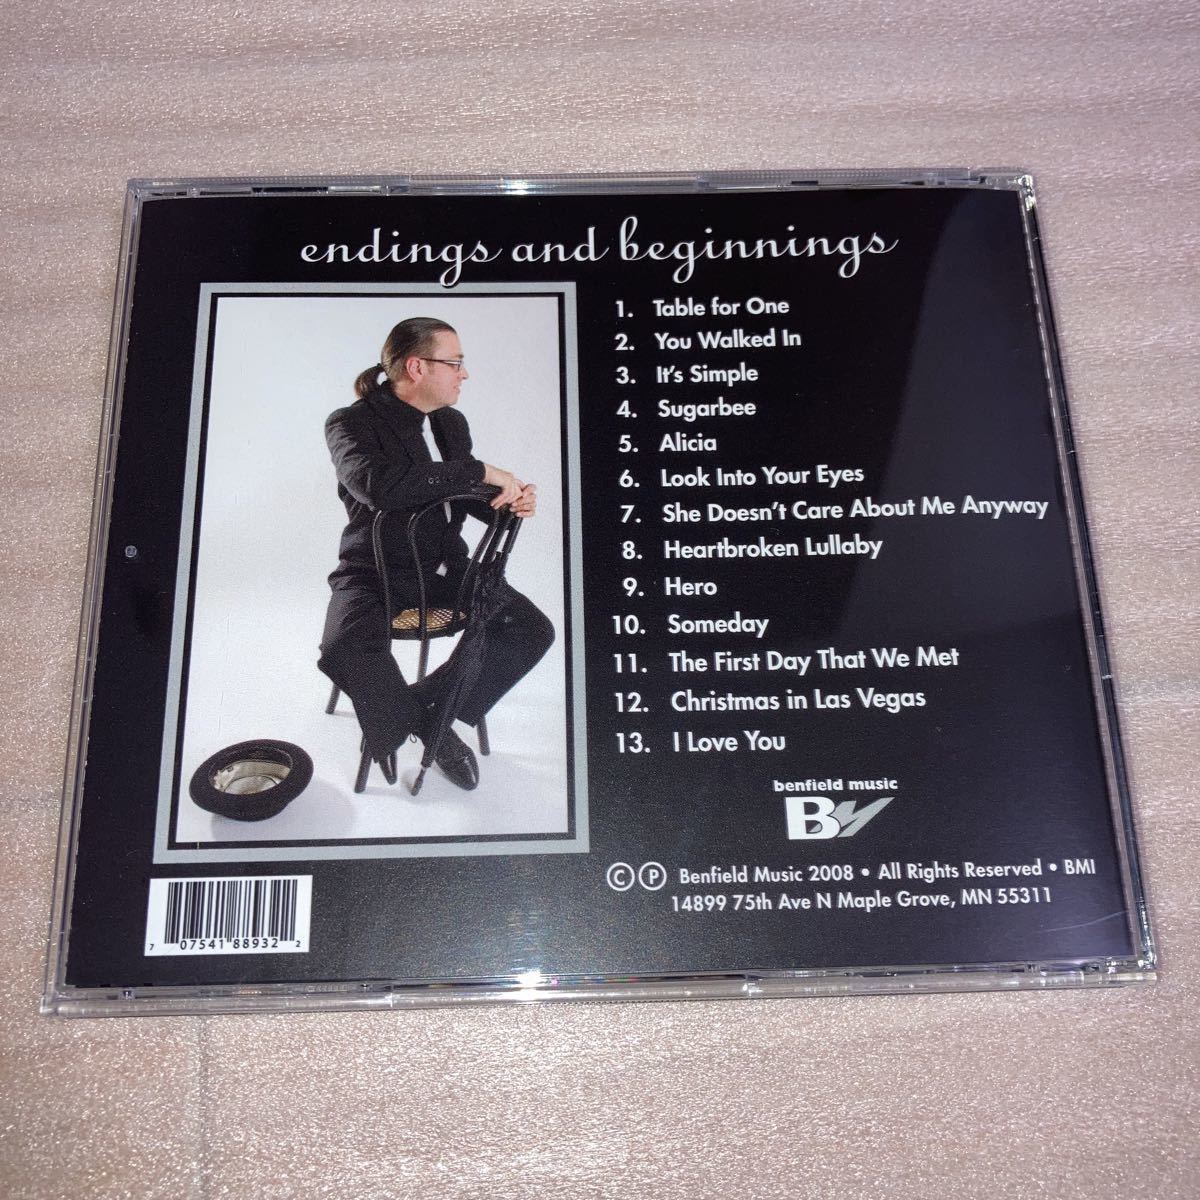 endings and beginnings
1. Table for One
2. You Walked In
3. It's Simple
4. Sugarbee
5. Alicia
6. Look Into Your Eyes
7. She Doesn't Care About Me Anyway
8. Heartbroken Lullaby
9. Hero
10. Someday
11. The First Day That We Met
12. Christmas in Las Vegas
13. I Love You
benfield music
BM
Ⓒ Ⓟ Benfield Music 2008 • All Rights Reserved • BMI
14899 75th Ave N Maple Grove, MN 55311
7 07541 88932 2